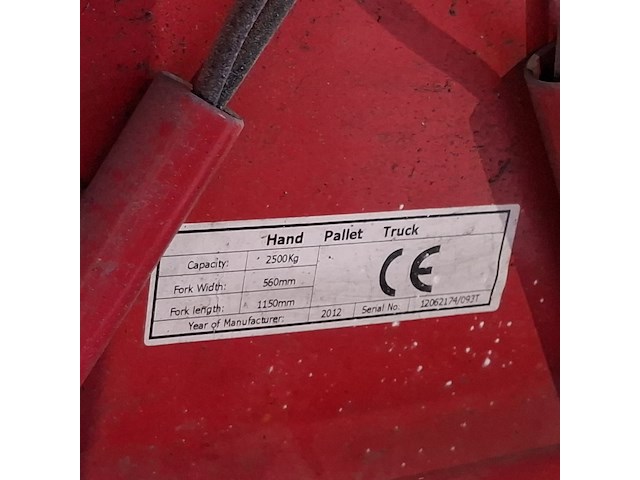 Hand Pallet Truck
Capacity: 2500Kg
CE
Fork Width: 560mm
Fork length: 1150mm
Year of Manufacturer: 2012 Serial No. 12062174/09JT